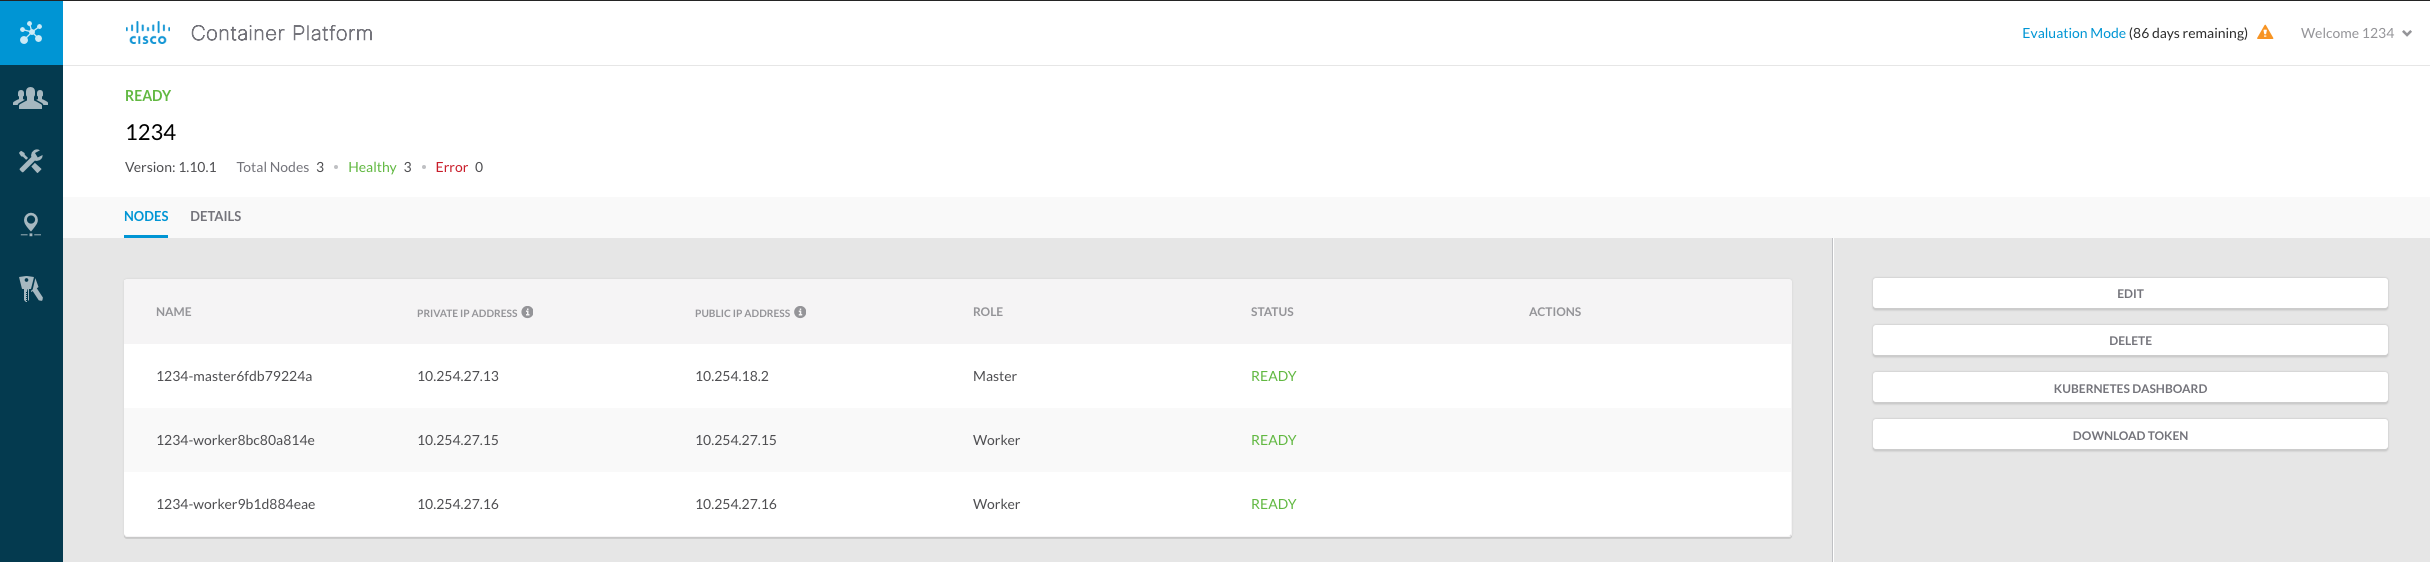 CISCO Container Platform
Evaluation Mode (86 days remaining) Welcome 1234
READY
1234
Version: 1.10.1 Total Nodes 3 • Healthy 3 • Error 0
NODES DETAILS
NAME PRIVATE IP ADDRESS PUBLIC IP ADDRESS ROLE STATUS ACTIONS
1234-master6fdb79224a 10.254.27.13 10.254.18.2 Master READY
1234-worker8bc80a814e 10.254.27.15 10.254.27.15 Worker READY
1234-worker9b1d884eae 10.254.27.16 10.254.27.16 Worker READY
EDIT
DELETE
KUBERNETES DASHBOARD
DOWNLOAD TOKEN